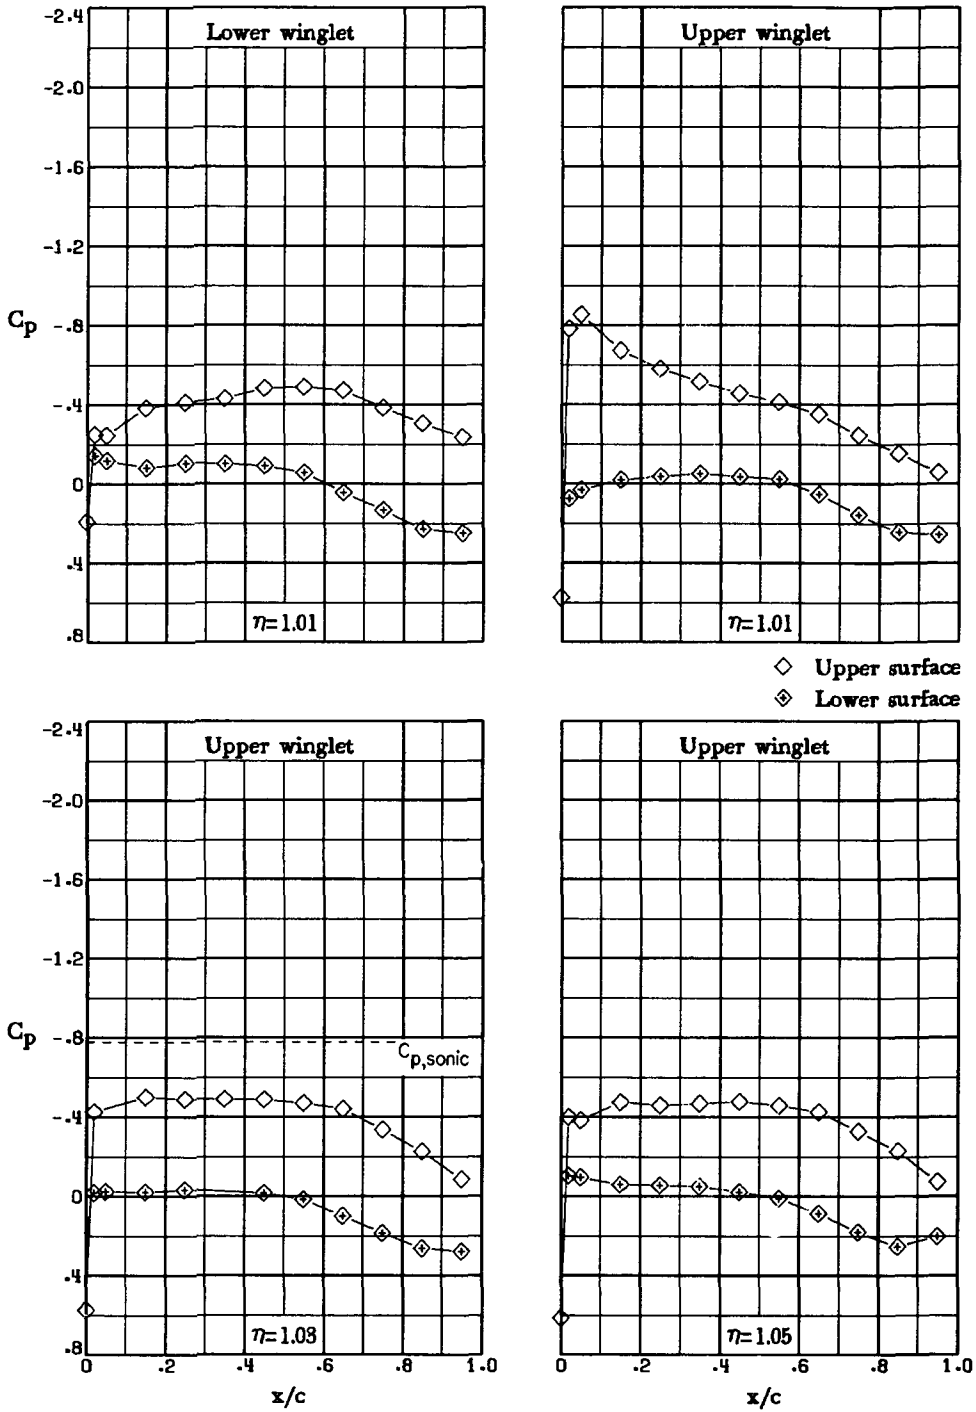 Lower winglet
-2.4
-2.0
-1.6
-1.2
-.8
-.4
0
.4
.8
Cp
η=1.01
Upper winglet
η=1.01
Upper surface
Lower surface
Upper winglet
-2.4
-2.0
-1.6
-1.2
-.8
-.4
0
.4
.8
Cp
Cp,sonic
η=1.03
0 .2 .4 .6 .8 1.0
x/c
Upper winglet
η=1.05
0 .2 .4 .6 .8 1.0
x/c